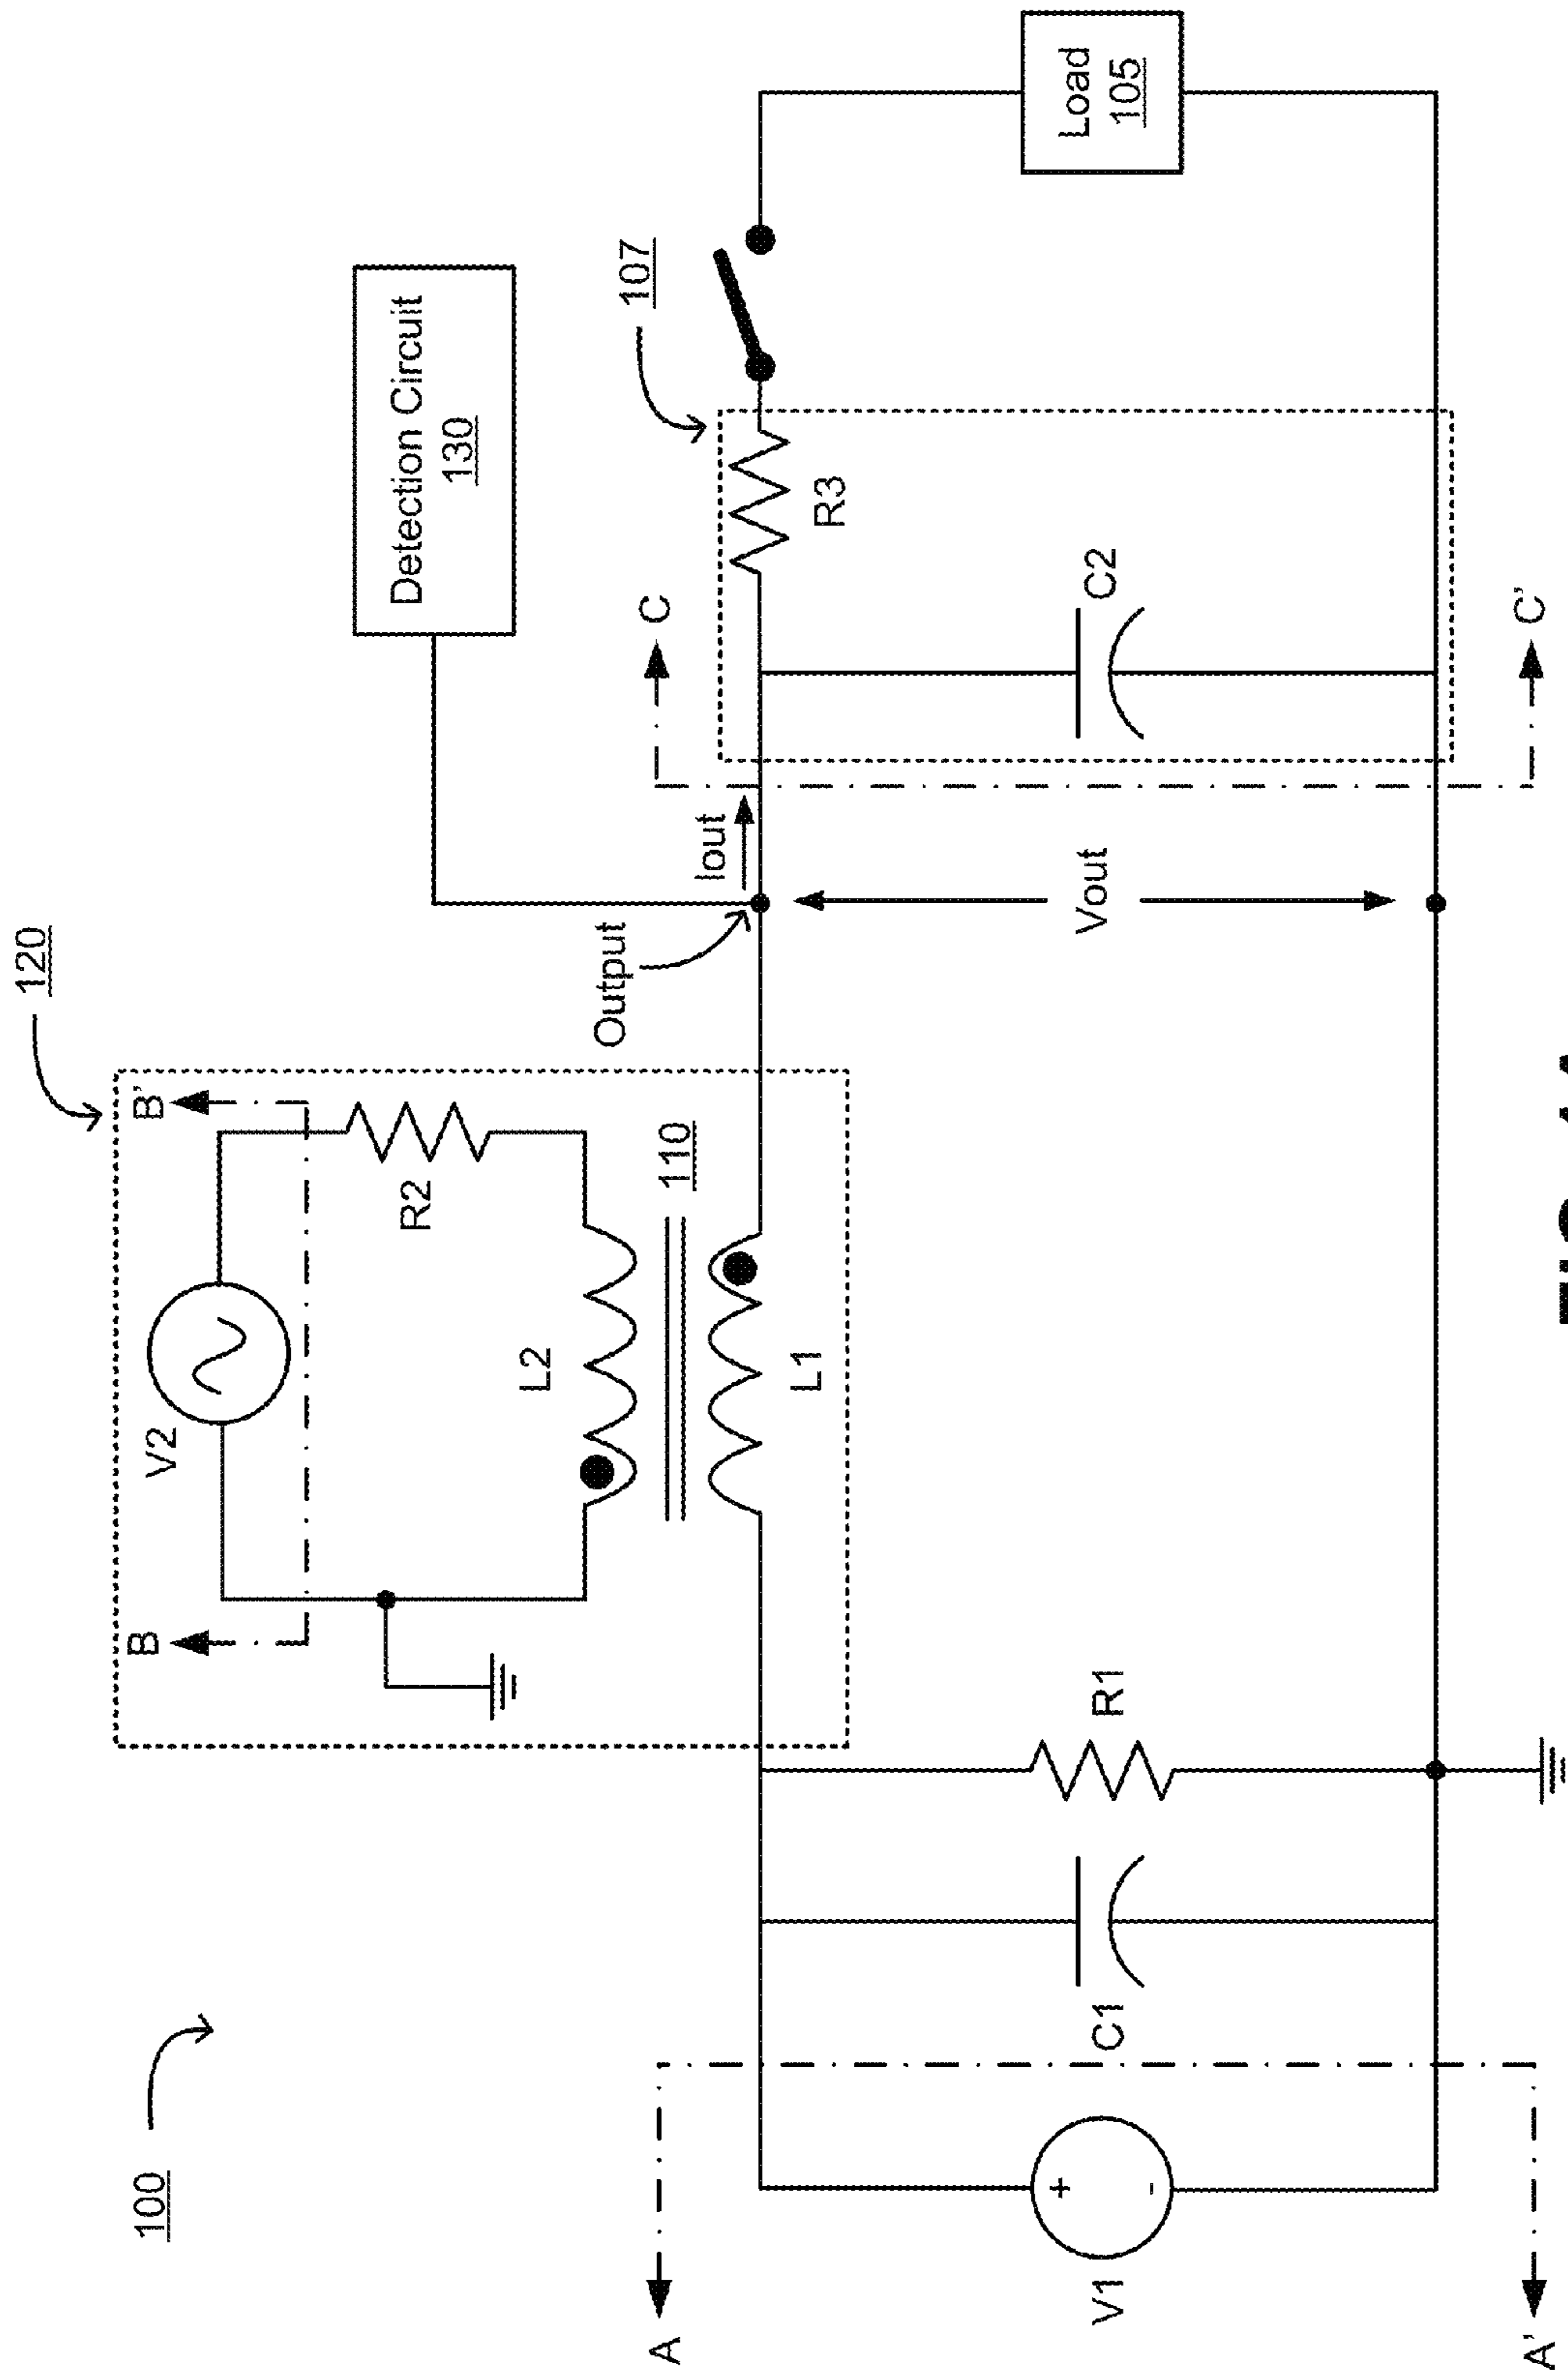 100
120
B
B'
V2
R2
L2
110
L1
Detection Circuit
130
Output
Iout
107
C
R3
C2
Load
105
A
V1
+
-
C1
R1
Vout
A'
C'